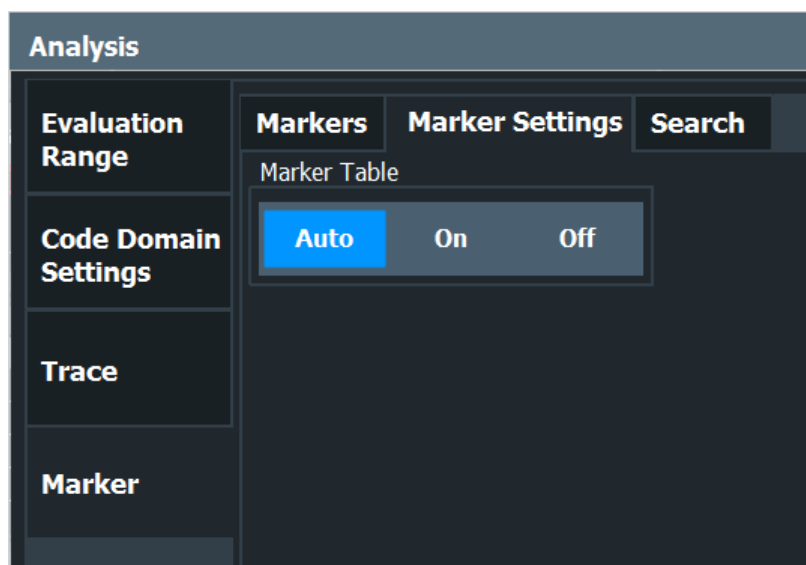 Analysis
Evaluation
Range
Code Domain
Settings
Trace
Marker
Markers
Marker Settings
Search
Marker Table
Auto
On
Off